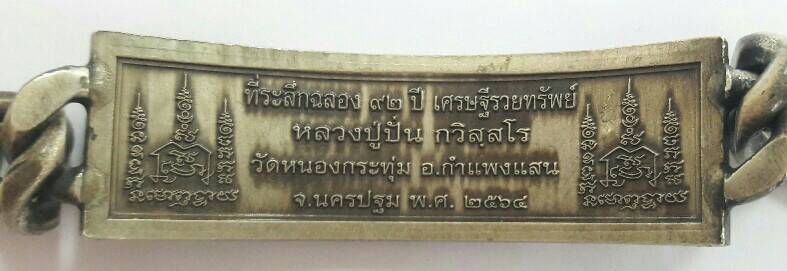 ที่ระลึกฉลอง ๙๒ ปี เศรษฐีรวยทรัพย์
หลวงปู่ปั่น กวิสฺสโร
วัดหนองกระทุ่ม อ.กำแพงแสน
จ.นครปฐม พ.ศ. ๒๕๖๔